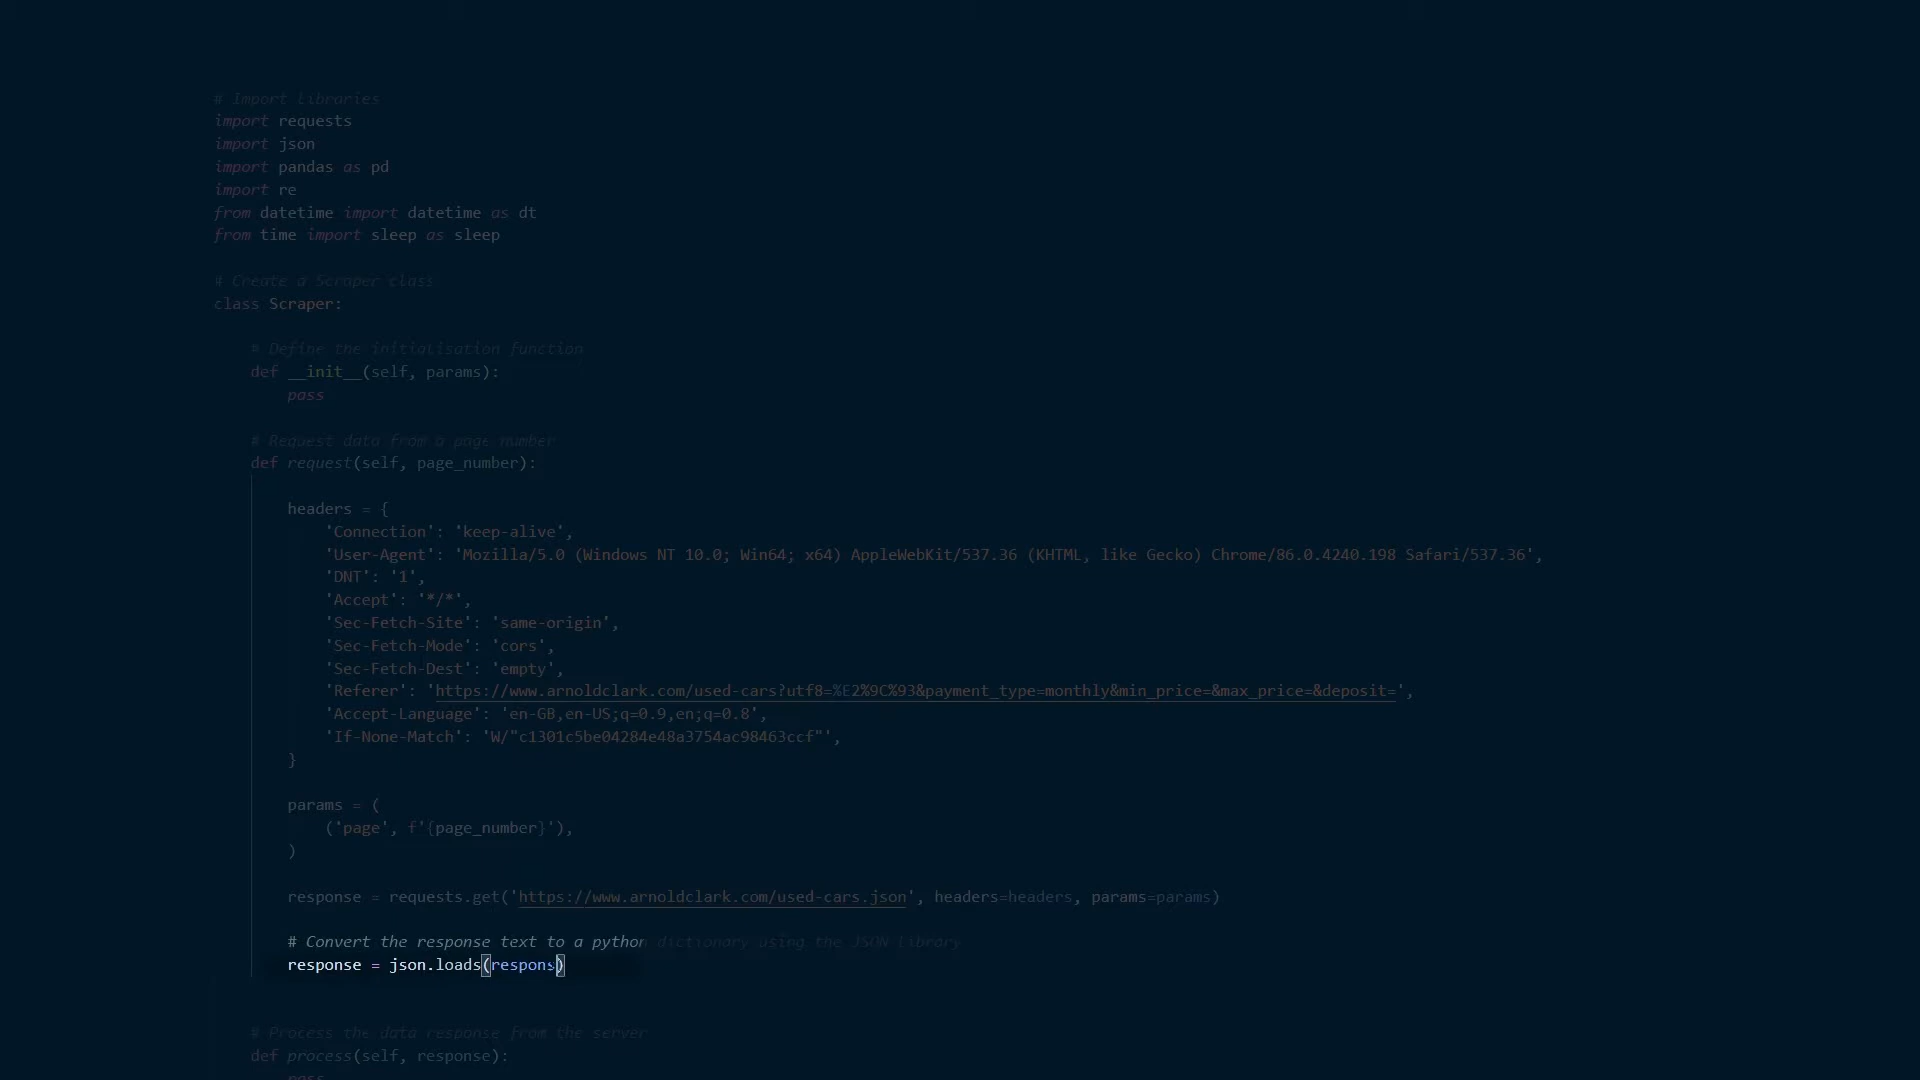 # Import libraries
import requests
import json
import pandas as pd
import re
from datetime import datetime as dt
from time import sleep as sleep
# Create a Scraper class
class Scraper:
# Define the initialisation function
def __init__(self, params):
pass
# Request data from a page number
def request(self, page_number):
headers = {
'Connection': 'keep-alive',
'User-Agent': 'Mozilla/5.0 (Windows NT 10.0; Win64; x64) AppleWebKit/537.36 (KHTML, like Gecko) Chrome/86.0.4240.198 Safari/537.36',
'DNT': '1',
'Accept': '*/*',
'Sec-Fetch-Site': 'same-origin',
'Sec-Fetch-Mode': 'cors',
'Sec-Fetch-Dest': 'empty',
'Referer': 'https://www.arnoldclark.com/used-cars?utf8=%E2%9C%93&payment_type=monthly&min_price=&max_price=&deposit=',
'Accept-Language': 'en-GB,en-US;q=0.9,en;q=0.8',
'If-None-Match': 'W/"c1301c5be04284e48a3754ac98463ccf"',
}
params = (
('page', f'{page_number}'),
)
response = requests.get('https://www.arnoldclark.com/used-cars.json', headers=headers, params=params)
# Convert the response text to a python dictionary using the JSON library
response = json.loads(respons)
# Process the data response from the server
def process(self, response):
pass